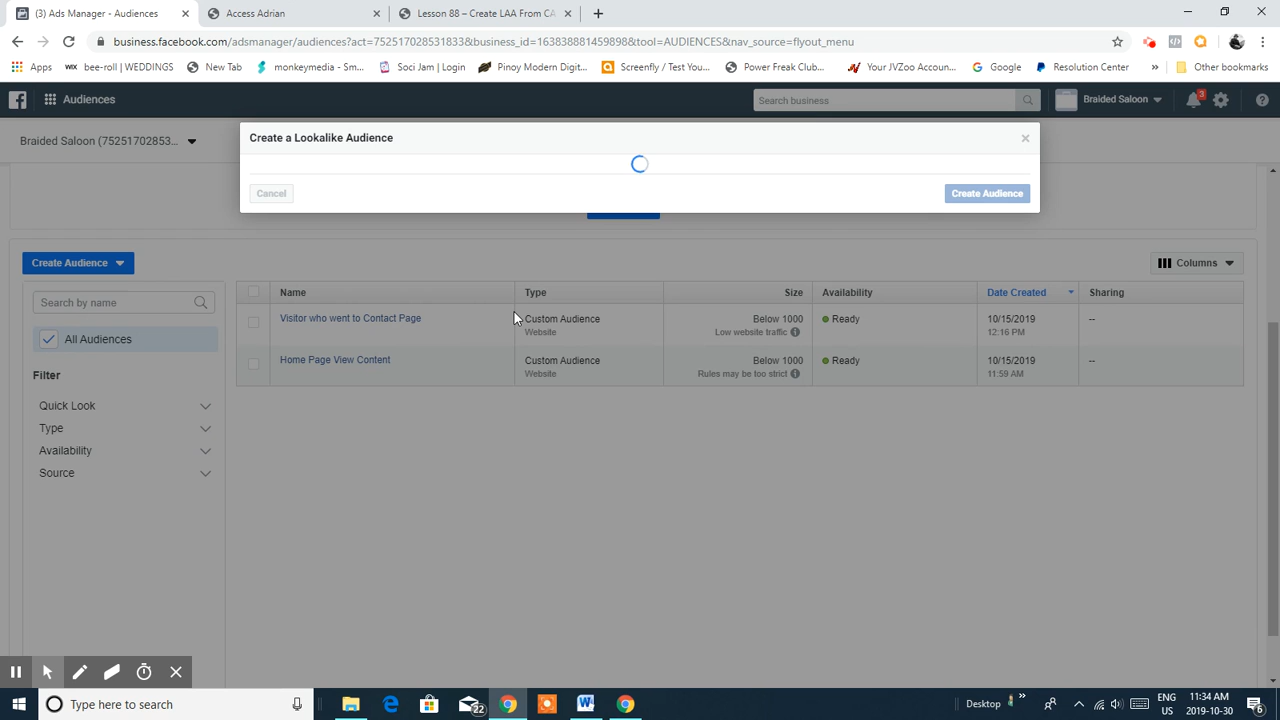 (3) Ads Manager - Audiences
Access Adrian
Lesson 88 – Create LAA From CA
business.facebook.com/adsmanager/audiences?act=752517028531833&business_id=163838881459898&tool=AUDIENCES&nav_source=flyout_menu
Apps
WiX bee-roll | WEDDINGS
New Tab
monkeymedia - Sm...
Soci Jam | Login
Pinoy Modern Digit...
Screenfly / Test You...
Power Freak Club...
Your JVZoo Accoun...
Google
Resolution Center
»
Other bookmarks
Audiences
Search business
Braided Saloon
3
Braided Saloon (75251702853...
Create a Lookalike Audience
Cancel
Create Audience
Create Audience
Columns
Search by name
All Audiences
Filter
Quick Look
Type
Availability
Source
Name Type Size Availability Date Created Sharing
Visitor who went to Contact Page Custom Audience Below 1000 Ready 10/15/2019 --
Website Low website traffic 12:16 PM
Home Page View Content Custom Audience Below 1000 Ready 10/15/2019 --
Website Rules may be too strict 11:59 AM
Type here to search
22
Desktop
»
ENG
US
11:34 AM
2019-10-30
6